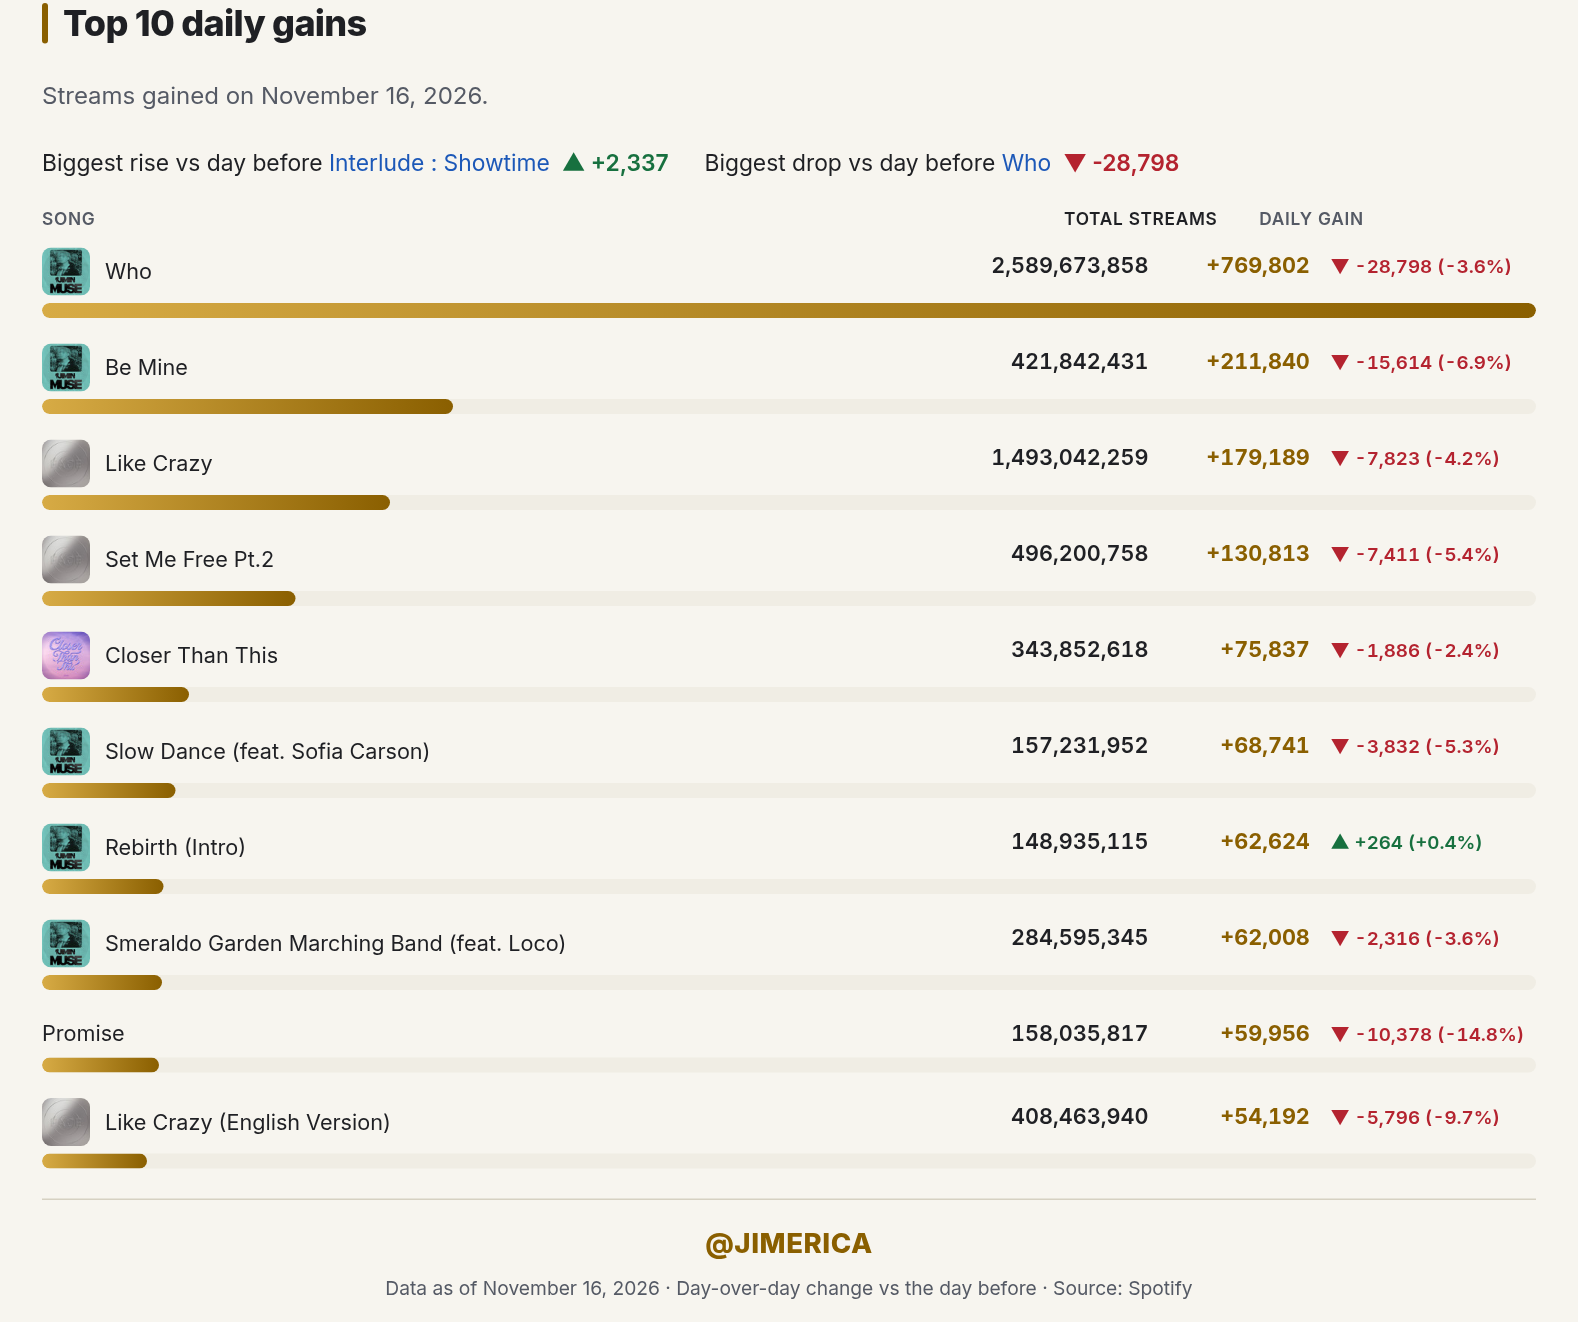 Top 10 daily gains
Streams gained on November 16, 2026.
Biggest rise vs day before Interlude : Showtime ▲ +2,337 Biggest drop vs day before Who ▼ -28,798
SONG TOTAL STREAMS DAILY GAIN
Who 2,589,673,858 +769,802 ▼ -28,798 (-3.6%)
Be Mine 421,842,431 +211,840 ▼ -15,614 (-6.9%)
Like Crazy 1,493,042,259 +179,189 ▼ -7,823 (-4.2%)
Set Me Free Pt.2 496,200,758 +130,813 ▼ -7,411 (-5.4%)
Closer Than This 343,852,618 +75,837 ▼ -1,886 (-2.4%)
Slow Dance (feat. Sofia Carson) 157,231,952 +68,741 ▼ -3,832 (-5.3%)
Rebirth (Intro) 148,935,115 +62,624 ▲ +264 (+0.4%)
Smeraldo Garden Marching Band (feat. Loco) 284,595,345 +62,008 ▼ -2,316 (-3.6%)
Promise 158,035,817 +59,956 ▼ -10,378 (-14.8%)
Like Crazy (English Version) 408,463,940 +54,192 ▼ -5,796 (-9.7%)
@JIMERICA
Data as of November 16, 2026 · Day-over-day change vs the day before · Source: Spotify